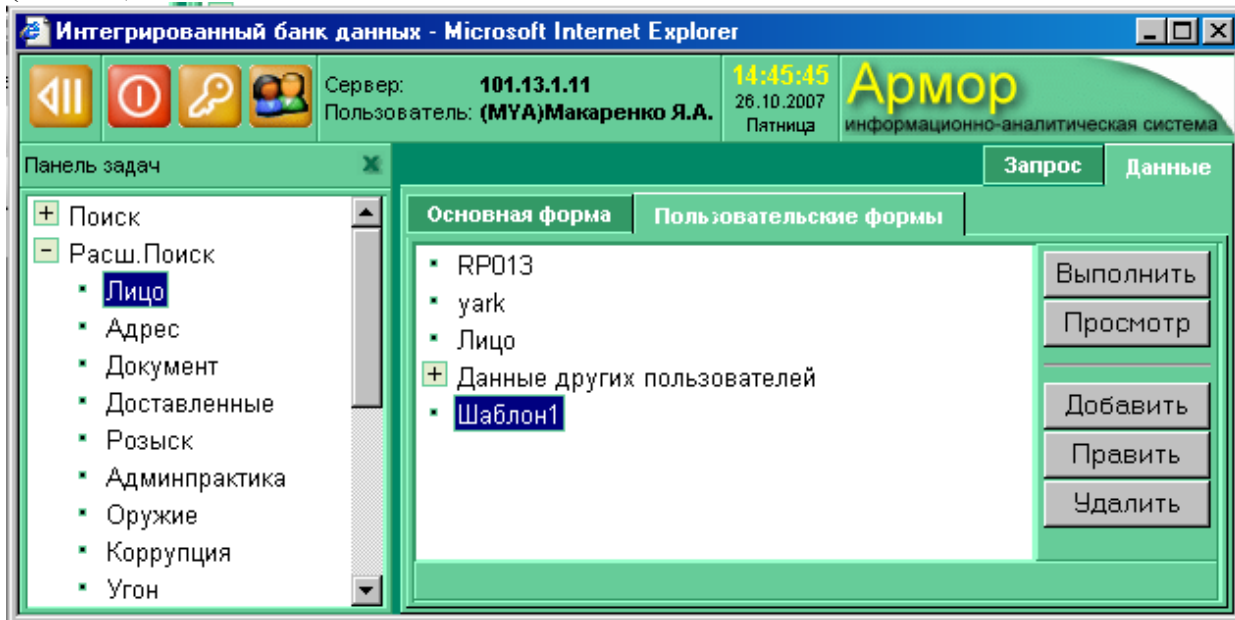 Интегрированный банк данных - Microsoft Internet Explorer
Сервер: 101.13.1.11
Пользователь: (MYA)Макаренко Я.А.
14:45:45
26.10.2007
Пятница
Армор
информационно-аналитическая система
Панель задач
Запрос Данные
Поиск
Расш.Поиск
Лицо
Адрес
Документ
Доставленные
Розыск
Админпрактика
Оружие
Коррупция
Угон
Основная форма Пользовательские формы
RP013
yark
Лицо
Данные других пользователей
Шаблон1
Выполнить
Просмотр
Добавить
Править
Удалить